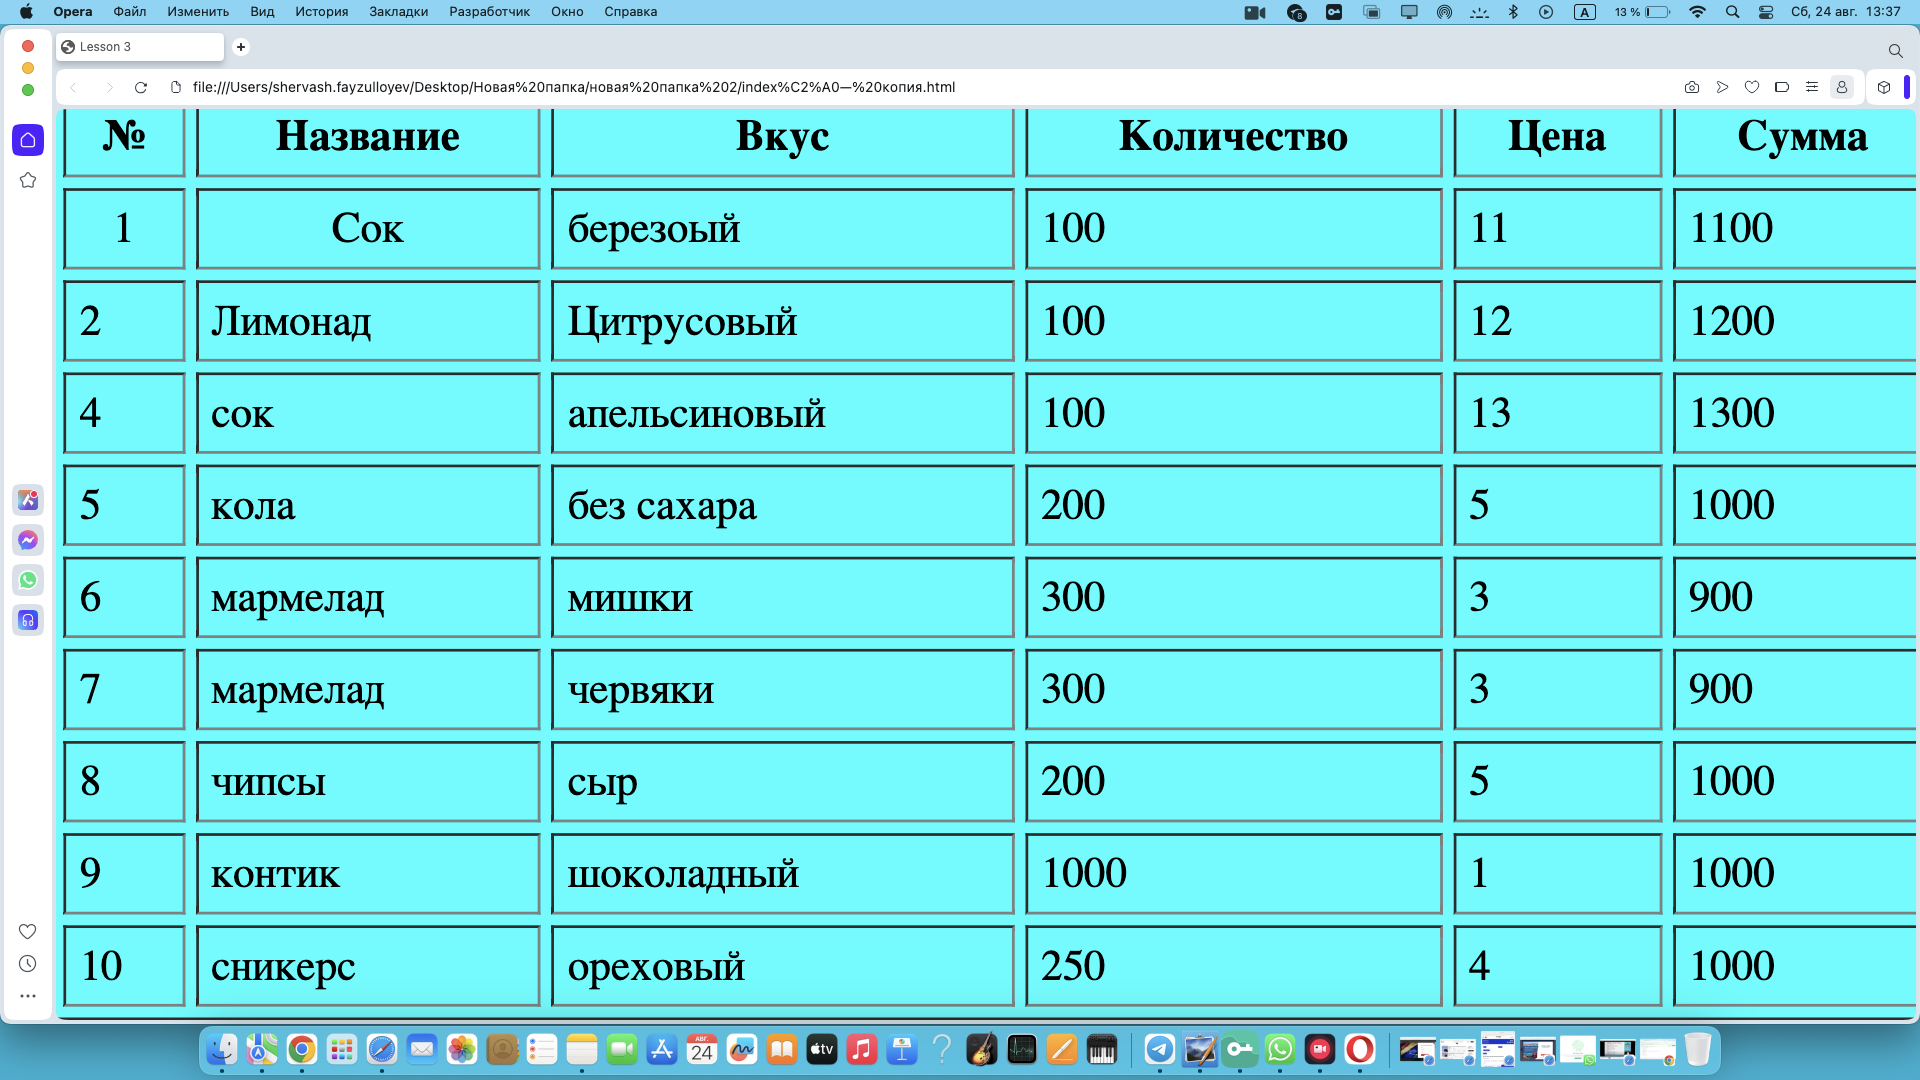 Opera Файл Изменить Вид История Закладки Разработчик Окно Справка 8 A 13 % Сб, 24 авг. 13:37
Lesson 3
file:///Users/shervash.fayzulloyev/Desktop/Новая%20папка/новая%20папка%202/index%C2%A0—%20копия.html
№ Название Вкус Количество Цена Сумма
1 Сок березоый 100 11 1100
2 Лимонад Цитрусовый 100 12 1200
4 сок апельсиновый 100 13 1300
5 кола без сахара 200 5 1000
6 мармелад мишки 300 3 900
7 мармелад червяки 300 3 900
8 чипсы сыр 200 5 1000
9 контик шоколадный 1000 1 1000
10 сникерс ореховый 250 4 1000
АВГ.
24
tv